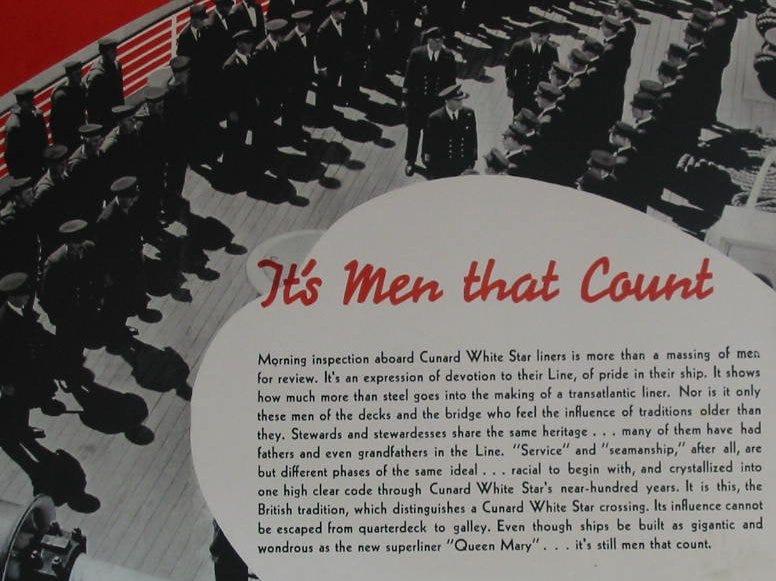 It's Men that Count
Morning inspection aboard Cunard White Star liners is more than a massing of men
for review. It's an expression of devotion to their Line, of pride in their ship. It shows
how much more than steel goes into the making of a transatlantic liner. Nor is it only
these men of the decks and the bridge who feel the influence of traditions older than
they. Stewards and stewardesses share the same heritage . . . many of them have had
fathers and even grandfathers in the Line. "Service" and "seamanship," after all, are
but different phases of the same ideal . . . racial to begin with, and crystallized into
one high clear code through Cunard White Star's near-hundred years. It is this, the
British tradition, which distinguishes a Cunard White Star crossing. Its influence cannot
be escaped from quarterdeck to galley. Even though ships be built as gigantic and
wondrous as the new superliner "Queen Mary" . . . it's still men that count.